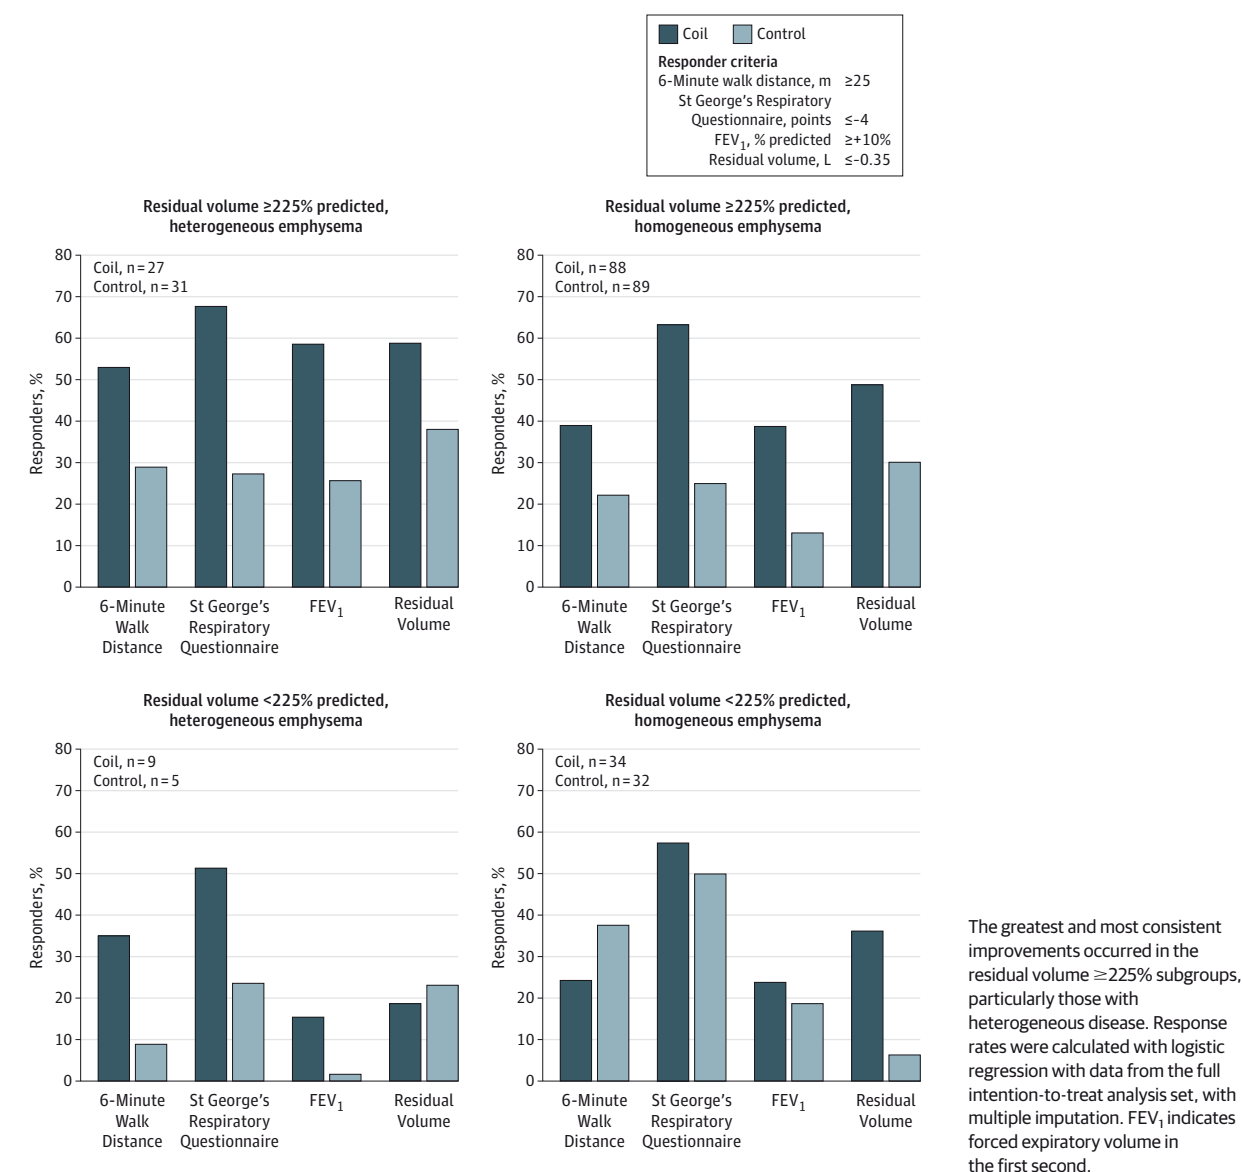 Coil Control
Responder criteria
6-Minute walk distance, m ≥25
St George's Respiratory
Questionnaire, points ≤-4
FEV1, % predicted ≥+10%
Residual volume, L ≤-0.35
Residual volume ≥225% predicted,
heterogeneous emphysema
80
70
60
50
40
30
20
10
0
Responders, %
Coil, n=27
Control, n=31
6-Minute
Walk
Distance
St George's
Respiratory
Questionnaire
FEV1
Residual
Volume
Residual volume ≥225% predicted,
homogeneous emphysema
80
70
60
50
40
30
20
10
0
Responders, %
Coil, n=88
Control, n=89
6-Minute
Walk
Distance
St George's
Respiratory
Questionnaire
FEV1
Residual
Volume
Residual volume <225% predicted,
heterogeneous emphysema
80
70
60
50
40
30
20
10
0
Responders, %
Coil, n=9
Control, n=5
6-Minute
Walk
Distance
St George's
Respiratory
Questionnaire
FEV1
Residual
Volume
Residual volume <225% predicted,
homogeneous emphysema
80
70
60
50
40
30
20
10
0
Responders, %
Coil, n=34
Control, n=32
6-Minute
Walk
Distance
St George's
Respiratory
Questionnaire
FEV1
Residual
Volume
The greatest and most consistent
improvements occurred in the
residual volume ≥225% subgroups,
particularly those with
heterogeneous disease. Response
rates were calculated with logistic
regression with data from the full
intention-to-treat analysis set, with
multiple imputation. FEV1 indicates
forced expiratory volume in
the first second.